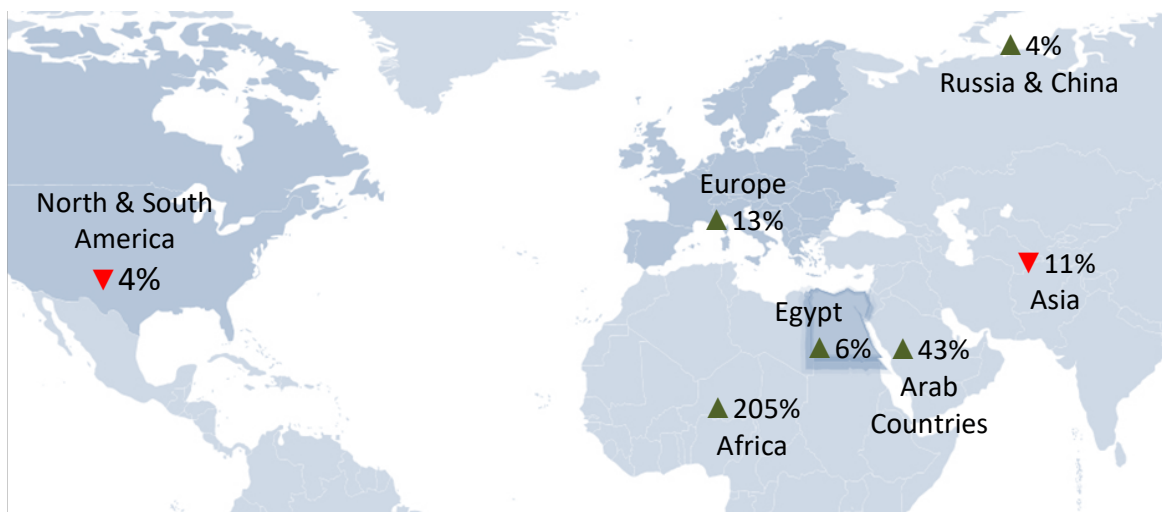 ▲ 4%
Russia & China
Europe
▲ 13%
North & South
America
▼ 4%
▼ 11%
Asia
Egypt
▲ 6%
▲ 43%
Arab
Countries
▲ 205%
Africa